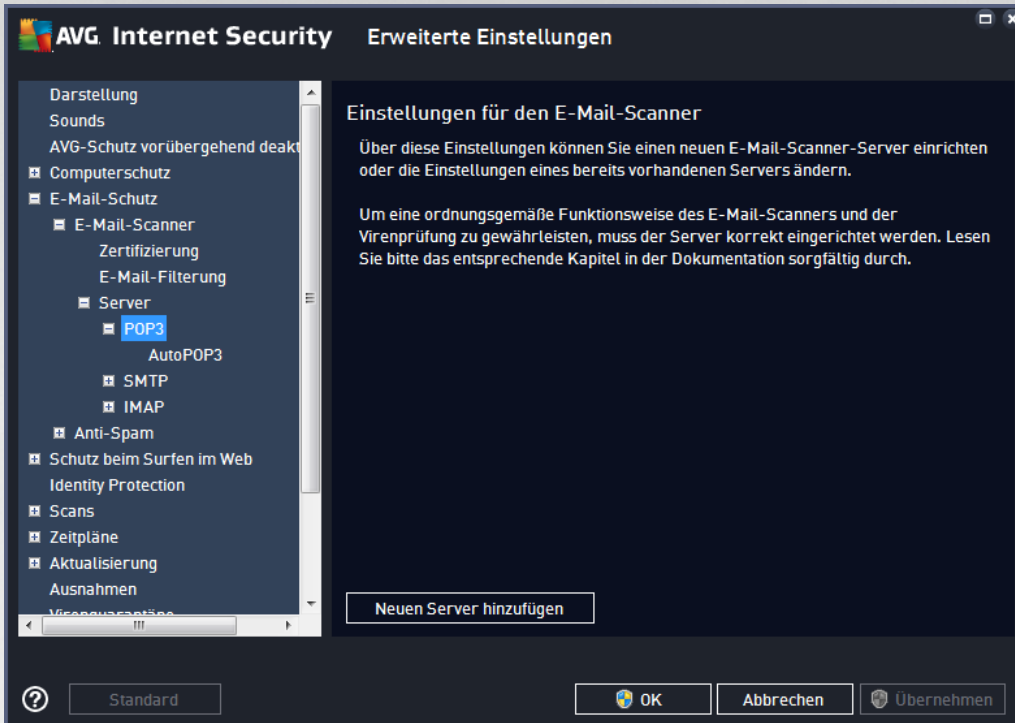 AVG. Internet Security Erweiterte Einstellungen
Darstellung
Sounds
AVG-Schutz vorübergehend deakt
Computerschutz
E-Mail-Schutz
E-Mail-Scanner
Zertifizierung
E-Mail-Filterung
Server
POP3
AutoPOP3
SMTP
IMAP
Anti-Spam
Schutz beim Surfen im Web
Identity Protection
Scans
Zeitpläne
Aktualisierung
Ausnahmen
Virenquarantäne
Einstellungen für den E-Mail-Scanner
Über diese Einstellungen können Sie einen neuen E-Mail-Scanner-Server einrichten
oder die Einstellungen eines bereits vorhandenen Servers ändern.
Um eine ordnungsgemäße Funktionsweise des E-Mail-Scanners und der
Virenprüfung zu gewährleisten, muss der Server korrekt eingerichtet werden. Lesen
Sie bitte das entsprechende Kapitel in der Dokumentation sorgfältig durch.
Neuen Server hinzufügen
? Standard OK Abbrechen Übernehmen